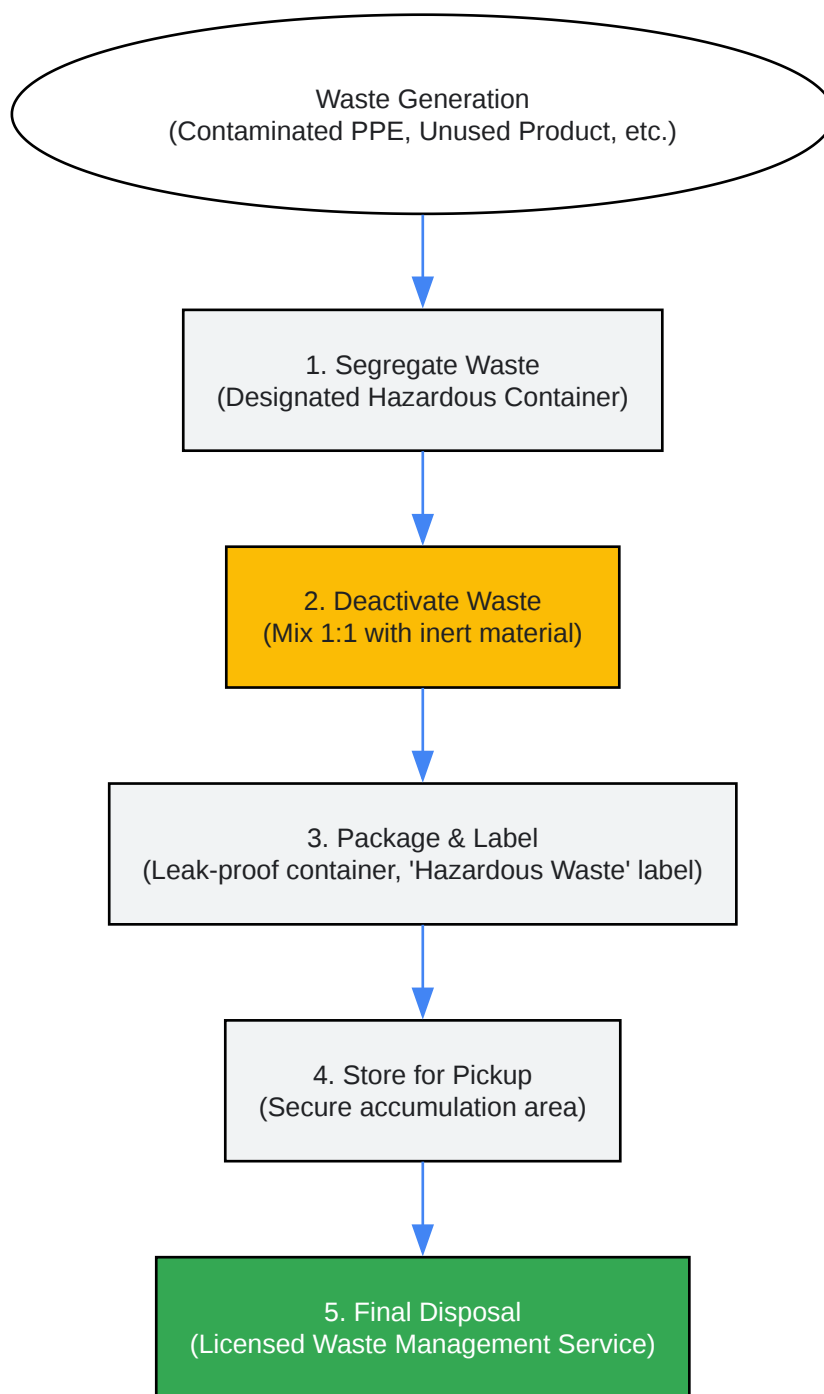 Waste Generation
(Contaminated PPE, Unused Product, etc.)
1. Segregate Waste
(Designated Hazardous Container)
2. Deactivate Waste
(Mix 1:1 with inert material)
3. Package & Label
(Leak-proof container, 'Hazardous Waste' label)
4. Store for Pickup
(Secure accumulation area)
5. Final Disposal
(Licensed Waste Management Service)